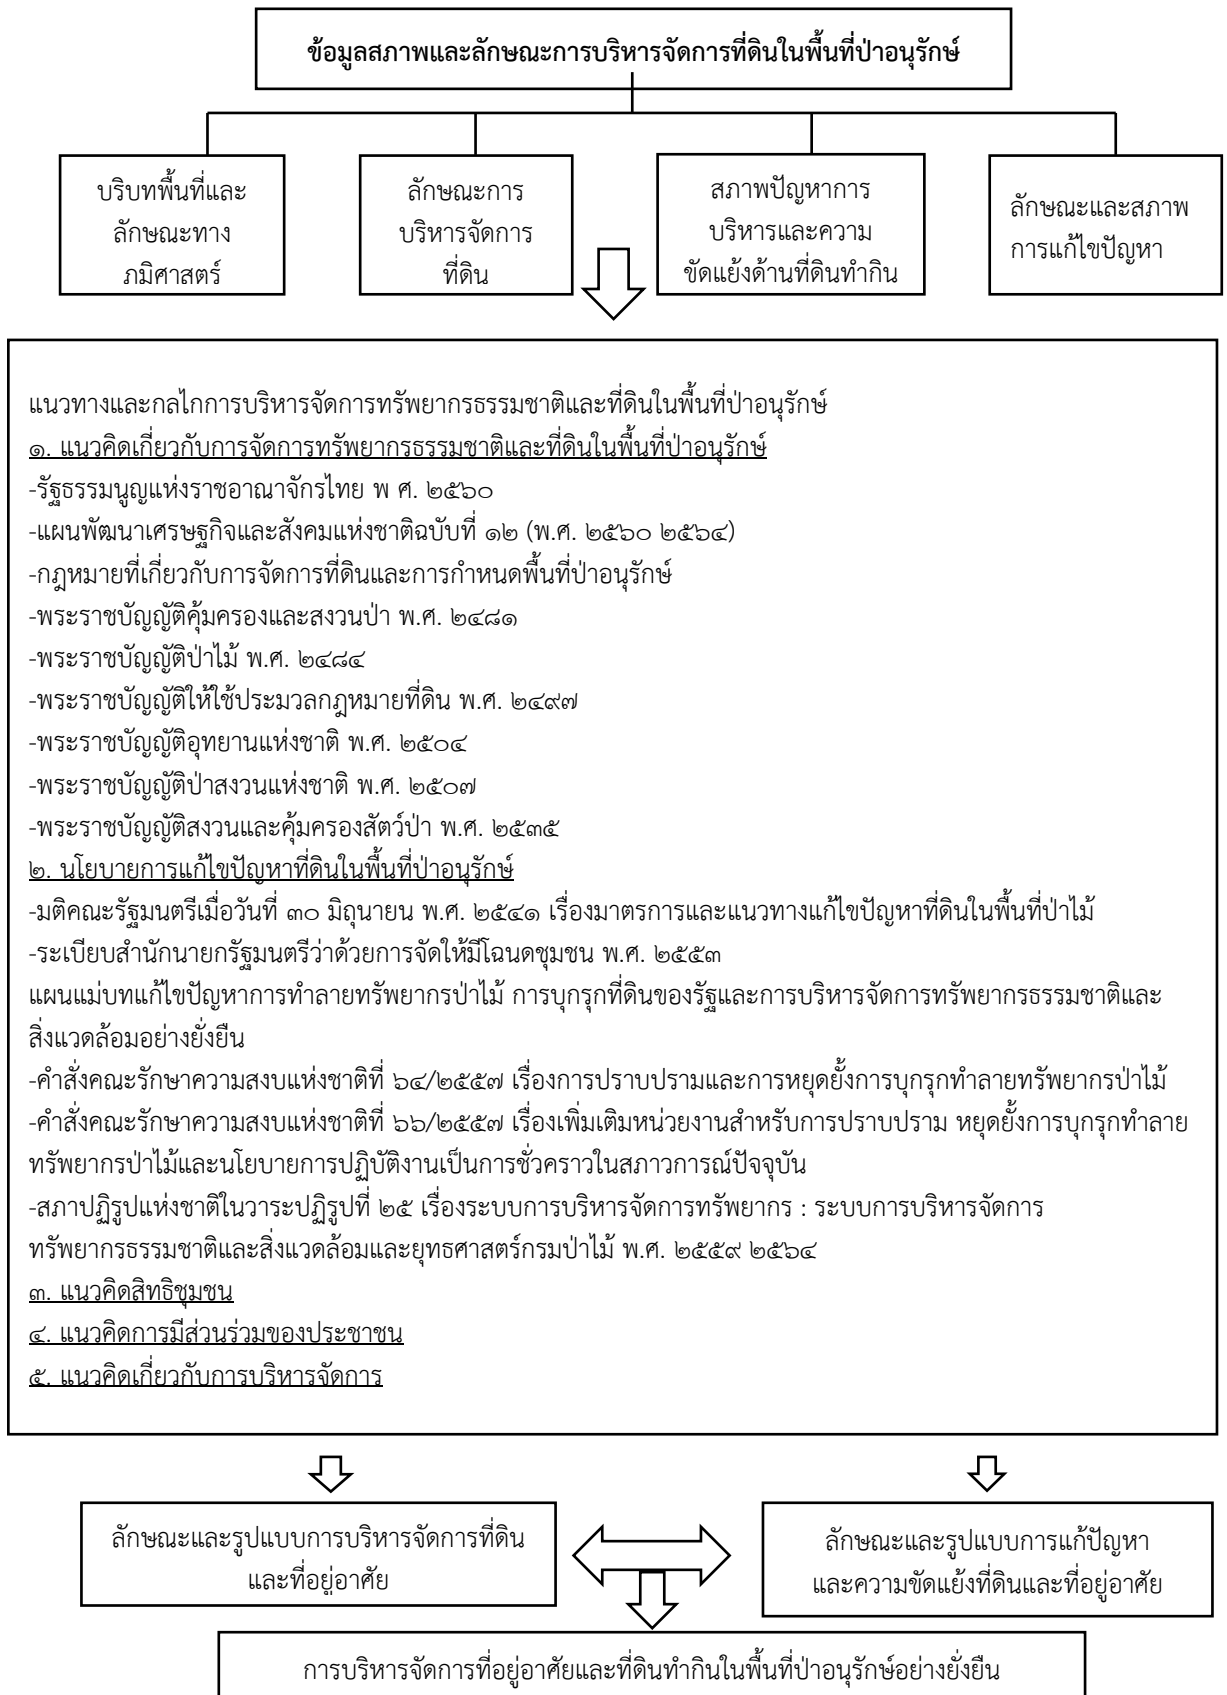 ข้อมูลสภาพและลักษณะการบริหารจัดการที่ดินในพื้นที่ป่าอนุรักษ์
บริบทพื้นที่และ
ลักษณะทาง
ภูมิศาสตร์
ลักษณะการ
บริหารจัดการ
ที่ดิน
สภาพปัญหาการ
บริหารและความ
ขัดแย้งด้านที่ดินทำกิน
ลักษณะและสภาพ
การแก้ไขปัญหา
แนวทางและกลไกการบริหารจัดการทรัพยากรธรรมชาติและที่ดินในพื้นที่ป่าอนุรักษ์
๑. แนวคิดเกี่ยวกับการจัดการทรัพยากรธรรมชาติและที่ดินในพื้นที่ป่าอนุรักษ์
-รัฐธรรมนูญแห่งราชอาณาจักรไทย พ ศ. ๒๕๖๐
-แผนพัฒนาเศรษฐกิจและสังคมแห่งชาติฉบับที่ ๑๒ (พ.ศ. ๒๕๖๐ ๒๕๖๔)
-กฎหมายที่เกี่ยวกับการจัดการที่ดินและการกำหนดพื้นที่ป่าอนุรักษ์
-พระราชบัญญัติคุ้มครองและสงวนป่า พ.ศ. ๒๔๘๑
-พระราชบัญญัติป่าไม้ พ.ศ. ๒๔๘๔
-พระราชบัญญัติให้ใช้ประมวลกฎหมายที่ดิน พ.ศ. ๒๔๙๗
-พระราชบัญญัติอุทยานแห่งชาติ พ.ศ. ๒๕๐๔
-พระราชบัญญัติป่าสงวนแห่งชาติ พ.ศ. ๒๕๐๗
-พระราชบัญญัติสงวนและคุ้มครองสัตว์ป่า พ.ศ. ๒๕๓๕
๒. นโยบายการแก้ไขปัญหาที่ดินในพื้นที่ป่าอนุรักษ์
-มติคณะรัฐมนตรีเมื่อวันที่ ๓๐ มิถุนายน พ.ศ. ๒๕๔๑ เรื่องมาตรการและแนวทางแก้ไขปัญหาที่ดินในพื้นที่ป่าไม้
-ระเบียบสำนักนายกรัฐมนตรีว่าด้วยการจัดให้มีโฉนดชุมชน พ.ศ. ๒๕๕๓
แผนแม่บทแก้ไขปัญหาการทำลายทรัพยากรป่าไม้ การบุกรุกที่ดินของรัฐและการบริหารจัดการทรัพยากรธรรมชาติและ
สิ่งแวดล้อมอย่างยั่งยืน
-คำสั่งคณะรักษาความสงบแห่งชาติที่ ๖๔/๒๕๕๗ เรื่องการปราบปรามและการหยุดยั้งการบุกรุกทำลายทรัพยากรป่าไม้
-คำสั่งคณะรักษาความสงบแห่งชาติที่ ๖๖/๒๕๕๗ เรื่องเพิ่มเติมหน่วยงานสำหรับการปราบปราม หยุดยั้งการบุกรุกทำลาย
ทรัพยากรป่าไม้และนโยบายการปฏิบัติงานเป็นการชั่วคราวในสภาวการณ์ปัจจุบัน
-สภาปฏิรูปแห่งชาติในวาระปฏิรูปที่ ๒๕ เรื่องระบบการบริหารจัดการทรัพยากร : ระบบการบริหารจัดการ
ทรัพยากรธรรมชาติและสิ่งแวดล้อมและยุทธศาสตร์กรมป่าไม้ พ.ศ. ๒๕๕๙ ๒๕๖๔
๓. แนวคิดสิทธิชุมชน
๔. แนวคิดการมีส่วนร่วมของประชาชน
๕. แนวคิดเกี่ยวกับการบริหารจัดการ
ลักษณะและรูปแบบการบริหารจัดการที่ดิน
และที่อยู่อาศัย
ลักษณะและรูปแบบการแก้ปัญหา
และความขัดแย้งที่ดินและที่อยู่อาศัย
การบริหารจัดการที่อยู่อาศัยและที่ดินทำกินในพื้นที่ป่าอนุรักษ์อย่างยั่งยืน